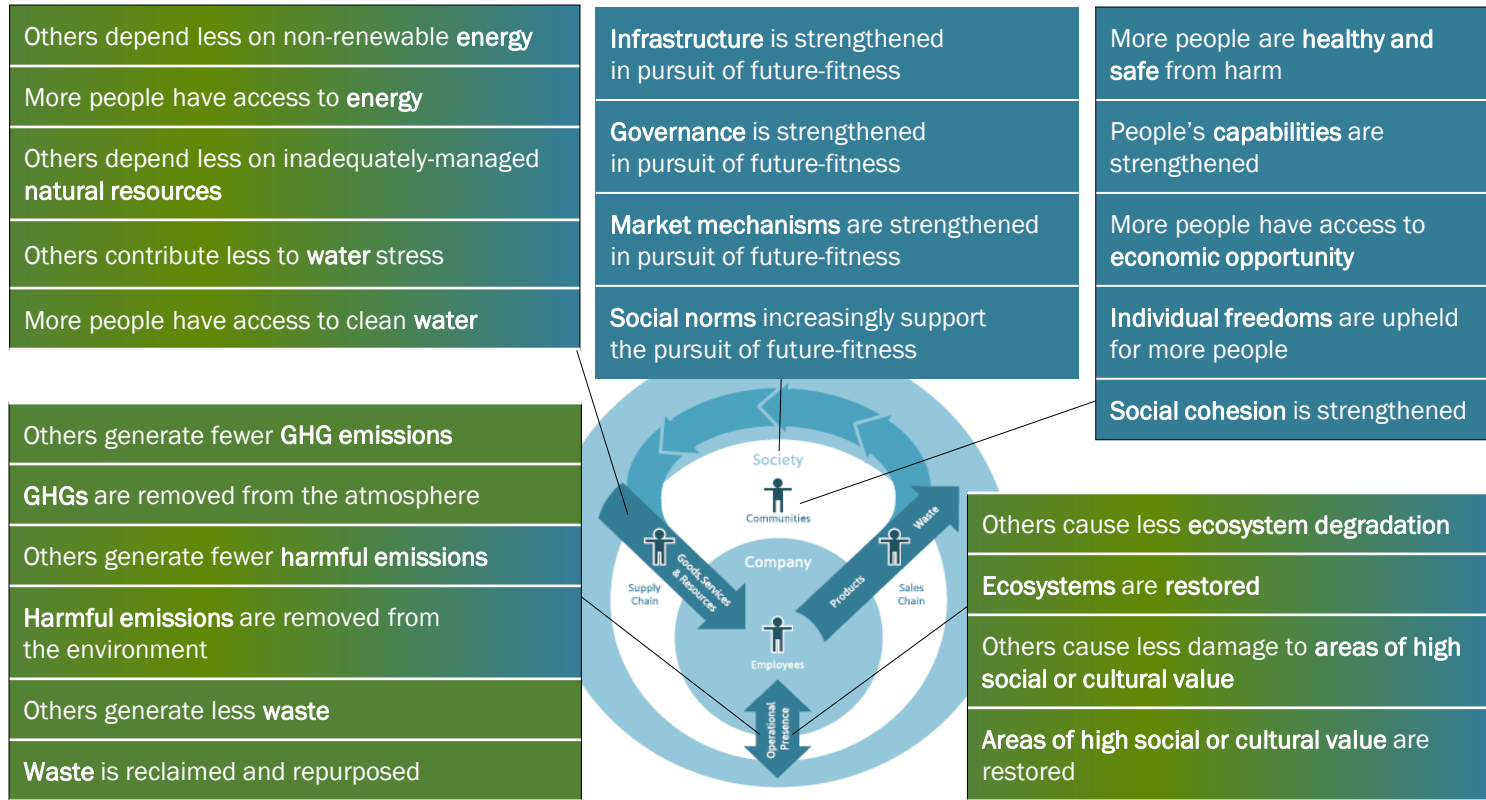 Others depend less on non-renewable energy
More people have access to energy
Others depend less on inadequately-managed
natural resources
Others contribute less to water stress
More people have access to clean water
Infrastructure is strengthened
in pursuit of future-fitness
Governance is strengthened
in pursuit of future-fitness
Market mechanisms are strengthened
in pursuit of future-fitness
Social norms increasingly support
the pursuit of future-fitness
More people are healthy and
safe from harm
People's capabilities are
strengthened
More people have access to
economic opportunity
Individual freedoms are upheld
for more people
Social cohesion is strengthened
Others generate fewer GHG emissions
GHGs are removed from the atmosphere
Others generate fewer harmful emissions
Harmful emissions are removed from
the environment
Others generate less waste
Waste is reclaimed and repurposed
Society
Communities
Company
Supply
Chain
Goods, Services
& Resources
Employees
Products
Waste
Sales
Chain
Operational
Presence
Others cause less ecosystem degradation
Ecosystems are restored
Others cause less damage to areas of high
social or cultural value
Areas of high social or cultural value are
restored